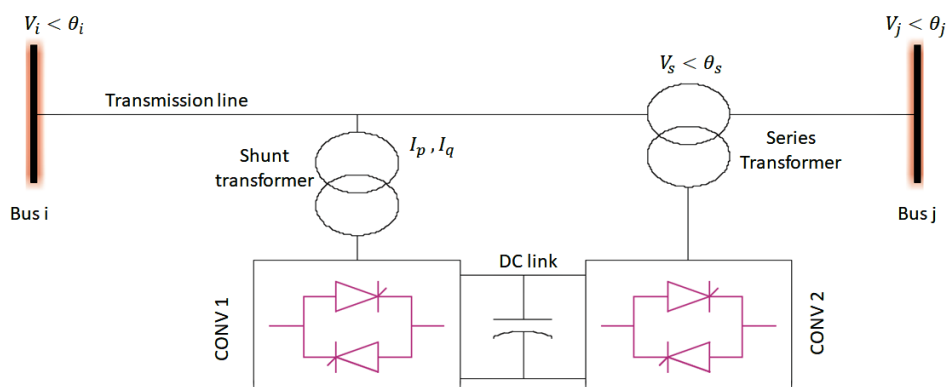 V_i < θ_i
V_j < θ_j
V_s < θ_s
Transmission line
I_p , I_q
Shunt
transformer
Series
Transformer
Bus i
Bus j
DC link
CONV 1
CONV 2